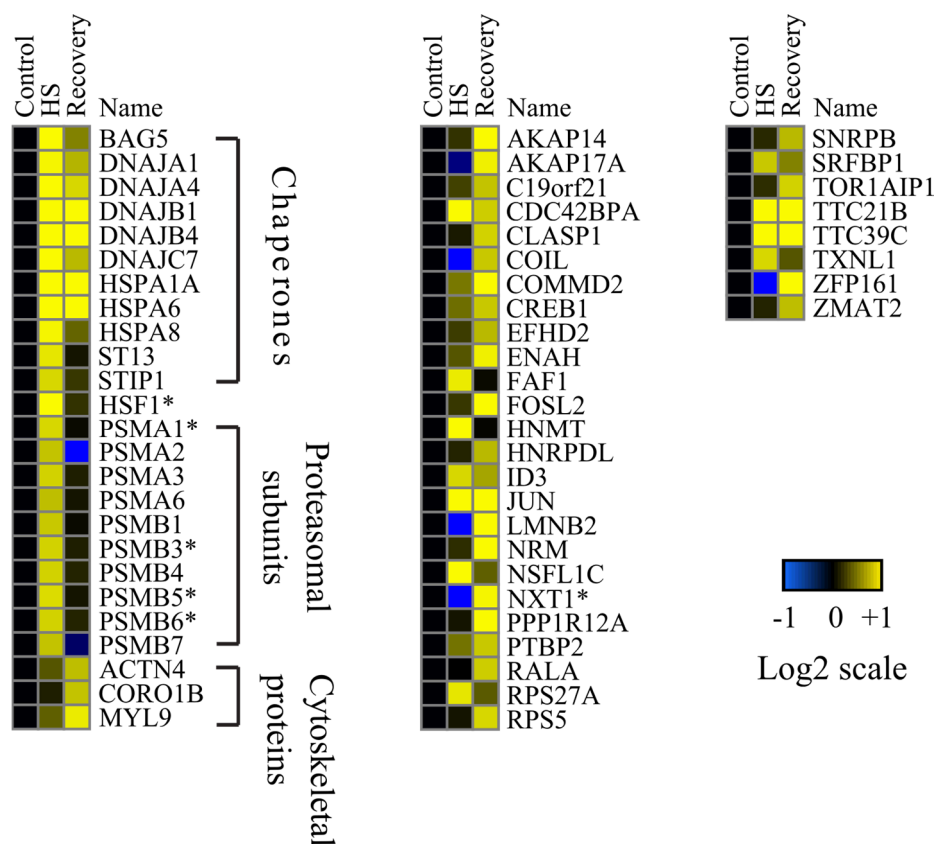 Control HS Recovery Name
BAG5
DNAJA1
DNAJA4
DNAJB1
DNAJB4
DNAJC7
HSPA1A
HSPA6
HSPA8
ST13
STIP1
HSF1*
PSMA1*
PSMA2
PSMA3
PSMA6
PSMB1
PSMB3*
PSMB4
PSMB5*
PSMB6*
PSMB7
ACTN4
CORO1B
MYL9
Chaperones
Proteasomal
subunits
Cytoskeletal
proteins
Control HS Recovery Name
AKAP14
AKAP17A
C19orf21
CDC42BPA
CLASP1
COIL
COMMD2
CREB1
EFHD2
ENAH
FAF1
FOSL2
HNMT
HNRPDL
ID3
JUN
LMNB2
NRM
NSFL1C
NXT1*
PPP1R12A
PTBP2
RALA
RPS27A
RPS5
Control HS Recovery Name
SNRPB
SRFBP1
TOR1AIP1
TTC21B
TTC39C
TXNL1
ZFP161
ZMAT2
-1 0 +1
Log2 scale